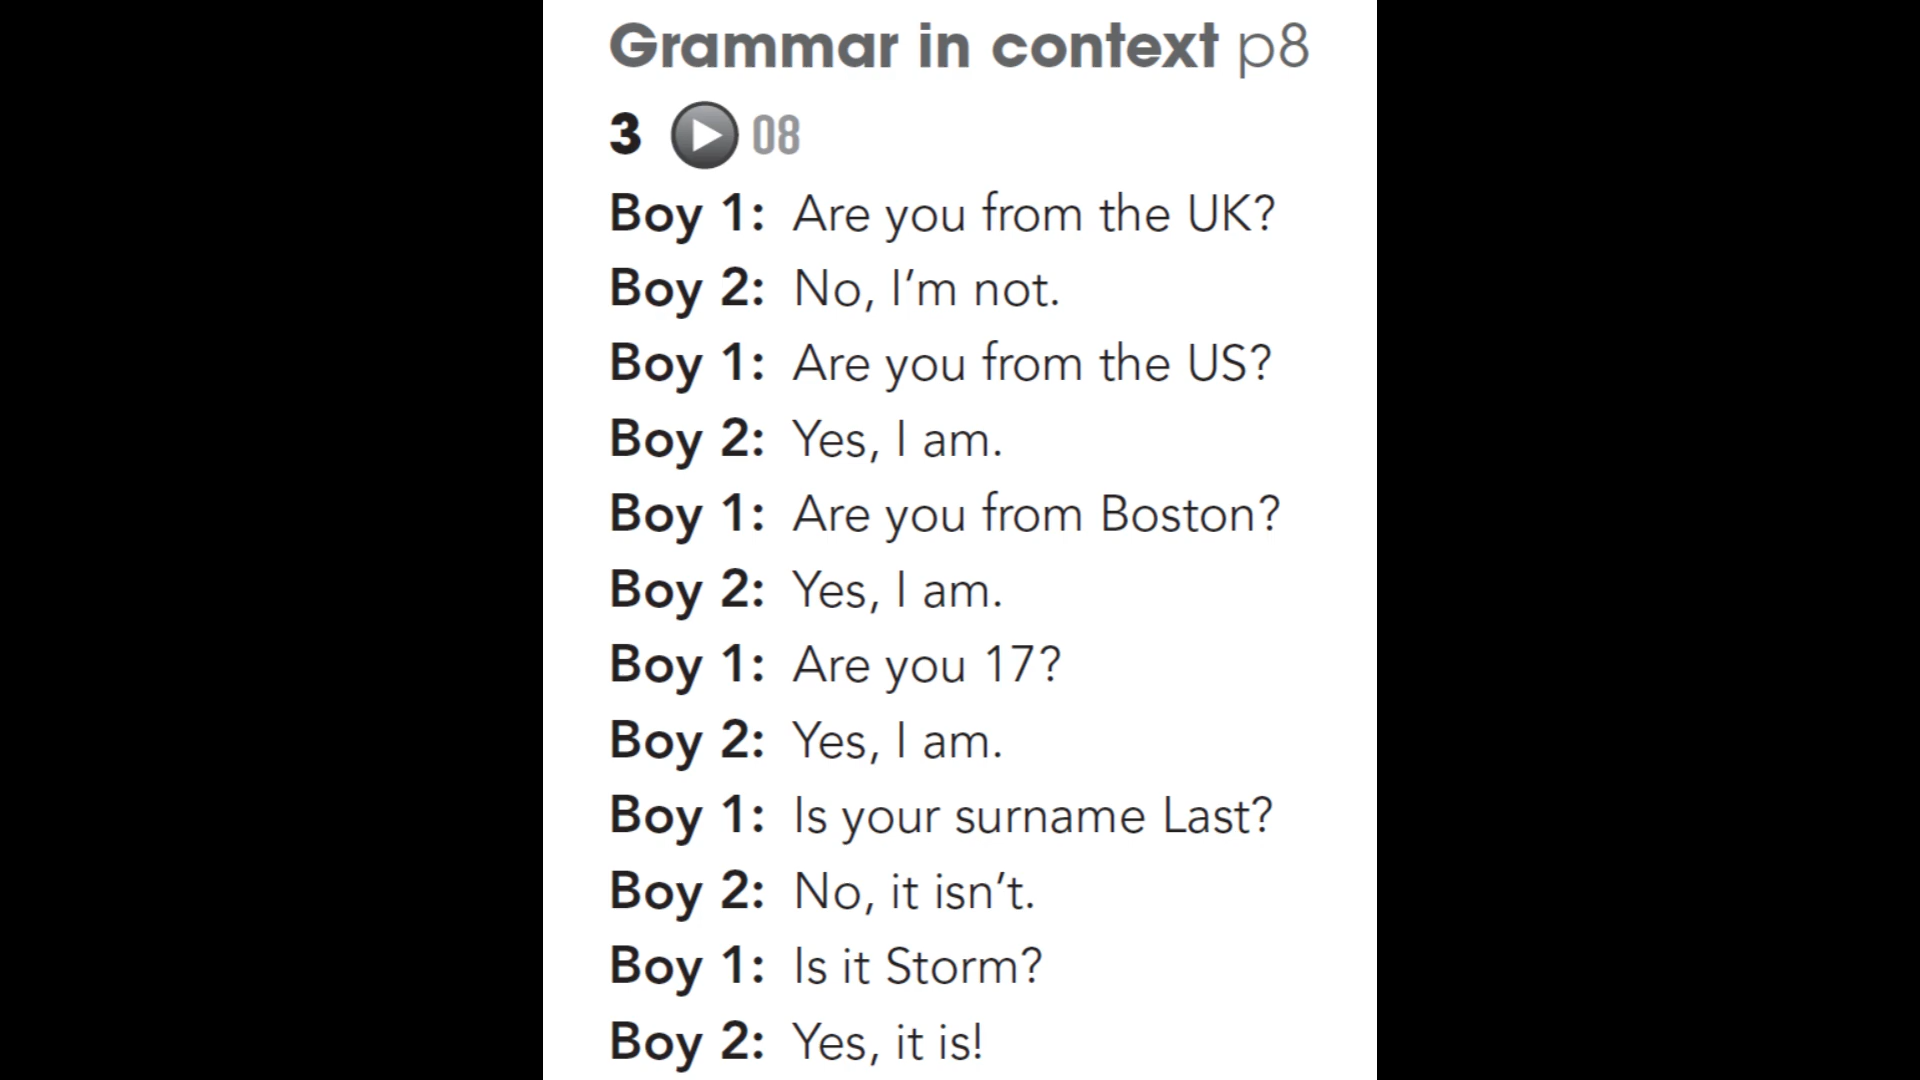 Grammar in context p8
3 08
Boy 1: Are you from the UK?
Boy 2: No, I’m not.
Boy 1: Are you from the US?
Boy 2: Yes, I am.
Boy 1: Are you from Boston?
Boy 2: Yes, I am.
Boy 1: Are you 17?
Boy 2: Yes, I am.
Boy 1: Is your surname Last?
Boy 2: No, it isn’t.
Boy 1: Is it Storm?
Boy 2: Yes, it is!